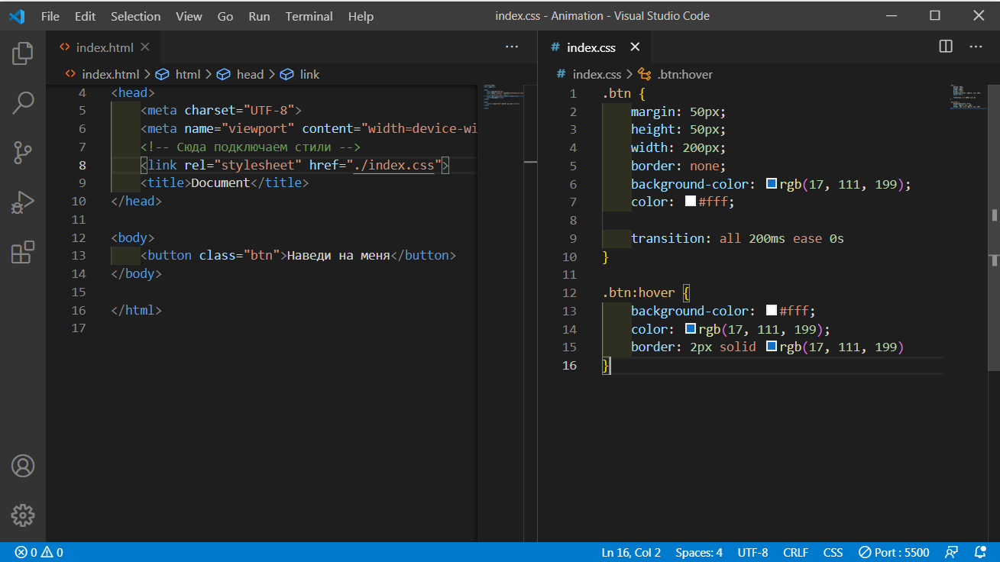 File Edit Selection View Go Run Terminal Help index.css - Animation - Visual Studio Code
index.html
index.html > html > head > link
4 <head>
5 <meta charset="UTF-8">
6 <meta name="viewport" content="width=device-wi
7 <!-- Сюда подключаем стили -->
8 <link rel="stylesheet" href="./index.css">
9 <title>Document</title>
10 </head>
11
12 <body>
13 <button class="btn">Наведи на меня</button>
14 </body>
15
16 </html>
17
# index.css
# index.css > .btn:hover
1 .btn {
2 margin: 50px;
3 height: 50px;
4 width: 200px;
5 border: none;
6 background-color: rgb(17, 111, 199);
7 color: #fff;
8
9 transition: all 200ms ease 0s
10 }
11
12 .btn:hover {
13 background-color: #fff;
14 color: rgb(17, 111, 199);
15 border: 2px solid rgb(17, 111, 199)
16 }
0 0 Ln 16, Col 2 Spaces: 4 UTF-8 CRLF CSS Port : 5500